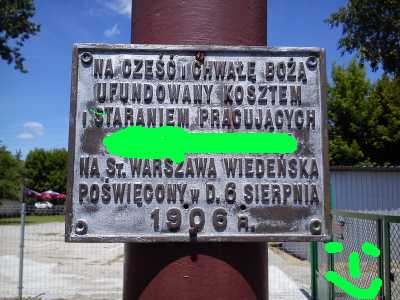 NA CZEŚĆ I CHWAŁĘ BOŻĄ
UFUNDOWANY KOSZTEM
I STARANIEM PRACUJĄCYCH
NA ST. WARSZAWA WIEDEŃSKA
POŚWIĘCONY W D. 6 SIERPNIA
1906 R.